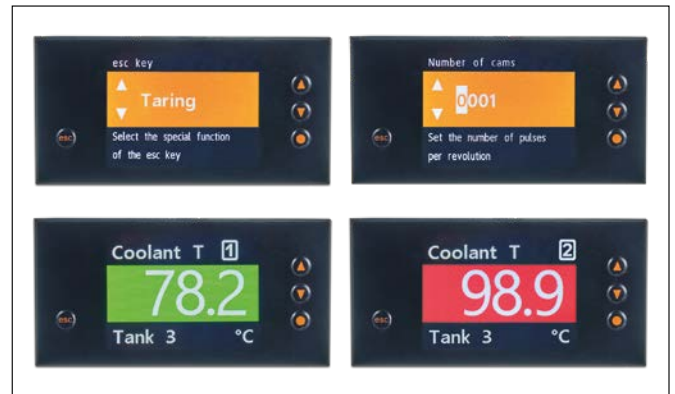 esc key
Taring
Select the special function
of the esc key
esc
Number of cams
0001
Set the number of pulses
per revolution
esc
Coolant T 1
78.2
Tank 3 °C
esc
Coolant T 2
98.9
Tank 3 °C
esc